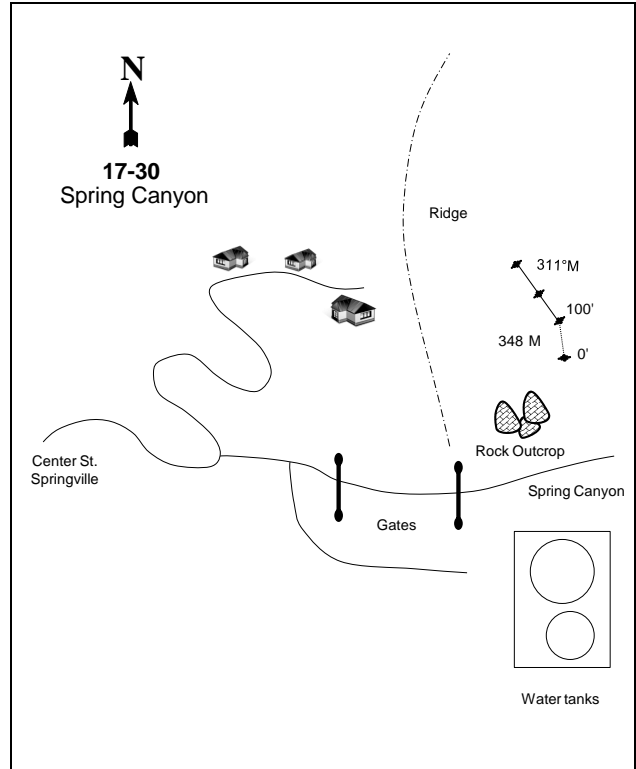 N
17-30
Spring Canyon
Ridge
311°M
100'
348 M
0'
Rock Outcrop
Center St.
Springville
Spring Canyon
Gates
Water tanks